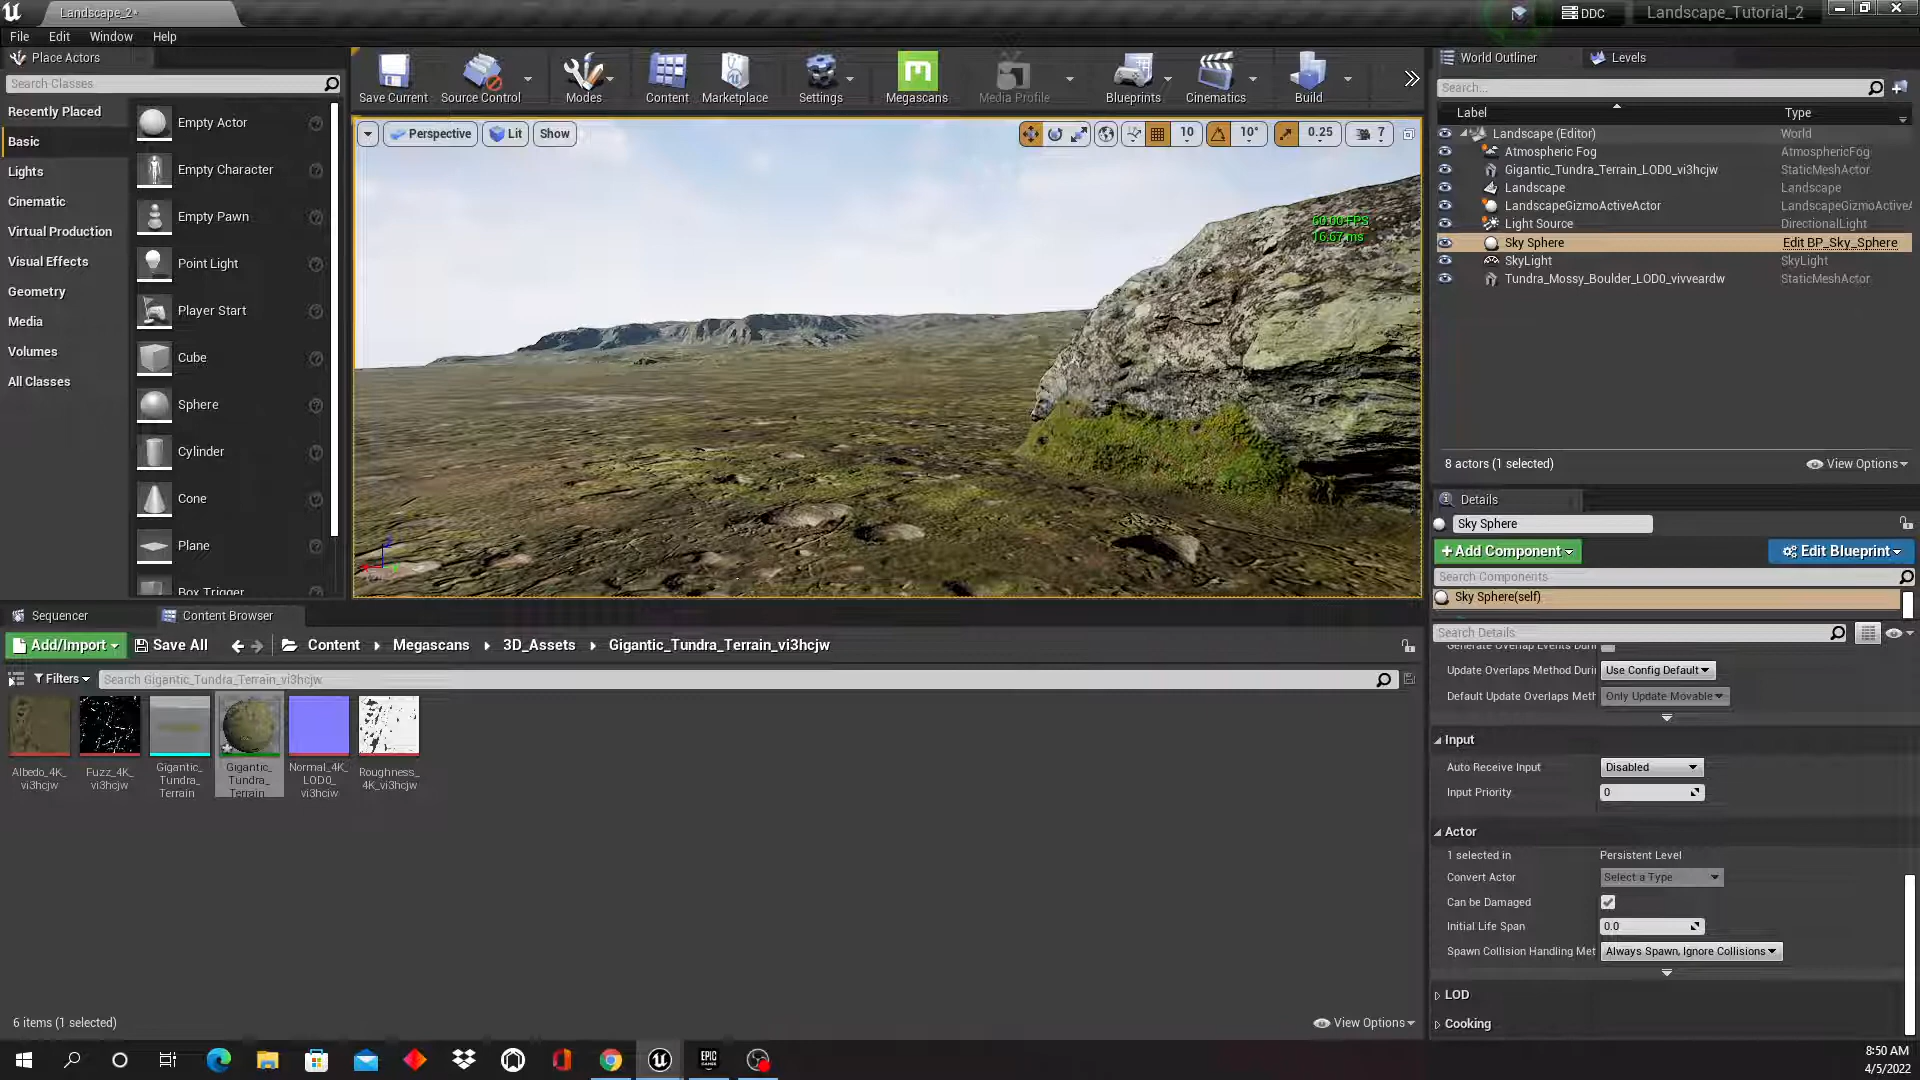 Landscape_2*
DDC
Landscape_Tutorial_2
File Edit Window Help
Place Actors
Search Classes
Recently Placed
Basic
Lights
Cinematic
Virtual Production
Visual Effects
Geometry
Media
Volumes
All Classes
Empty Actor
Empty Character
Empty Pawn
Point Light
Player Start
Cube
Sphere
Cylinder
Cone
Plane
Box Trigger
Save Current
Source Control
Modes
Content
Marketplace
Settings
Megascans
Media Profile
Blueprints
Cinematics
Build
Perspective
Lit
Show
10
10°
0.25
7
60.00 FPS
16.67 ms
World Outliner
Levels
Search...
Label Type
Landscape (Editor) World
Atmospheric Fog AtmosphericFog
Gigantic_Tundra_Terrain_LOD0_vi3hcjw StaticMeshActor
Landscape Landscape
LandscapeGizmoActiveActor LandscapeGizmoActiveA
Light Source DirectionalLight
Sky Sphere Edit BP_Sky_Sphere
SkyLight SkyLight
Tundra_Mossy_Boulder_LOD0_vivveardw StaticMeshActor
8 actors (1 selected)
View Options
Details
Sky Sphere
+Add Component
Edit Blueprint
Search Components
Sky Sphere(self)
Search Details
Generate Overlap Events Duri
Update Overlaps Method Duri Use Config Default
Default Update Overlaps Meth Only Update Movable
Input
Auto Receive Input Disabled
Input Priority 0
Actor
1 selected in Persistent Level
Convert Actor Select a Type
Can be Damaged
Initial Life Span 0.0
Spawn Collision Handling Met Always Spawn, Ignore Collisions
LOD
Cooking
Sequencer
Content Browser
Add/Import
Save All
Content Megascans 3D_Assets Gigantic_Tundra_Terrain_vi3hcjw
Filters
Search Gigantic_Tundra_Terrain_vi3hcjw
Albedo_4K_
vi3hcjw
Fuzz_4K_
vi3hcjw
Gigantic_
Tundra_
Terrain
Gigantic_
Tundra_
Terrain
Normal_4K_
LOD0_
vi3hcjw
Roughness_
4K_vi3hcjw
6 items (1 selected)
View Options
EPIC
GAMES
8:50 AM
4/5/2022